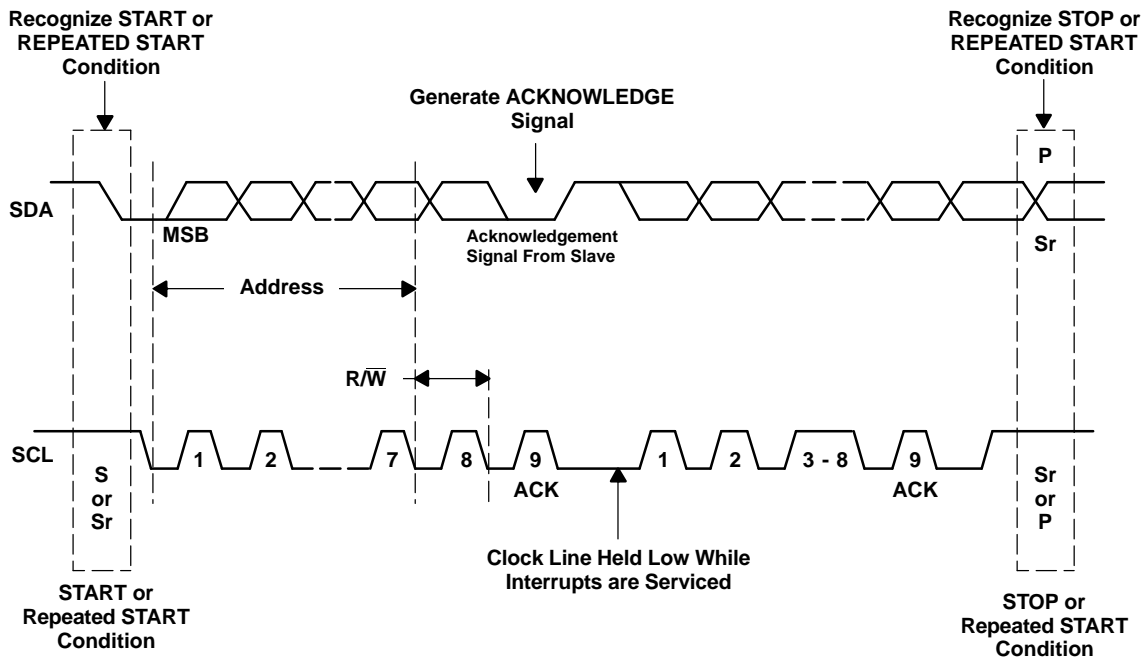 Recognize START or
REPEATED START
Condition
Recognize STOP or
REPEATED START
Condition
Generate ACKNOWLEDGE
Signal
P
SDA
MSB
Acknowledgement
Signal From Slave
Sr
Address
R/W̅
SCL
1
2
7
8
9
1
2
3 - 8
9
ACK
ACK
S
or
Sr
Sr
or
P
Clock Line Held Low While
Interrupts are Serviced
START or
Repeated START
Condition
STOP or
Repeated START
Condition